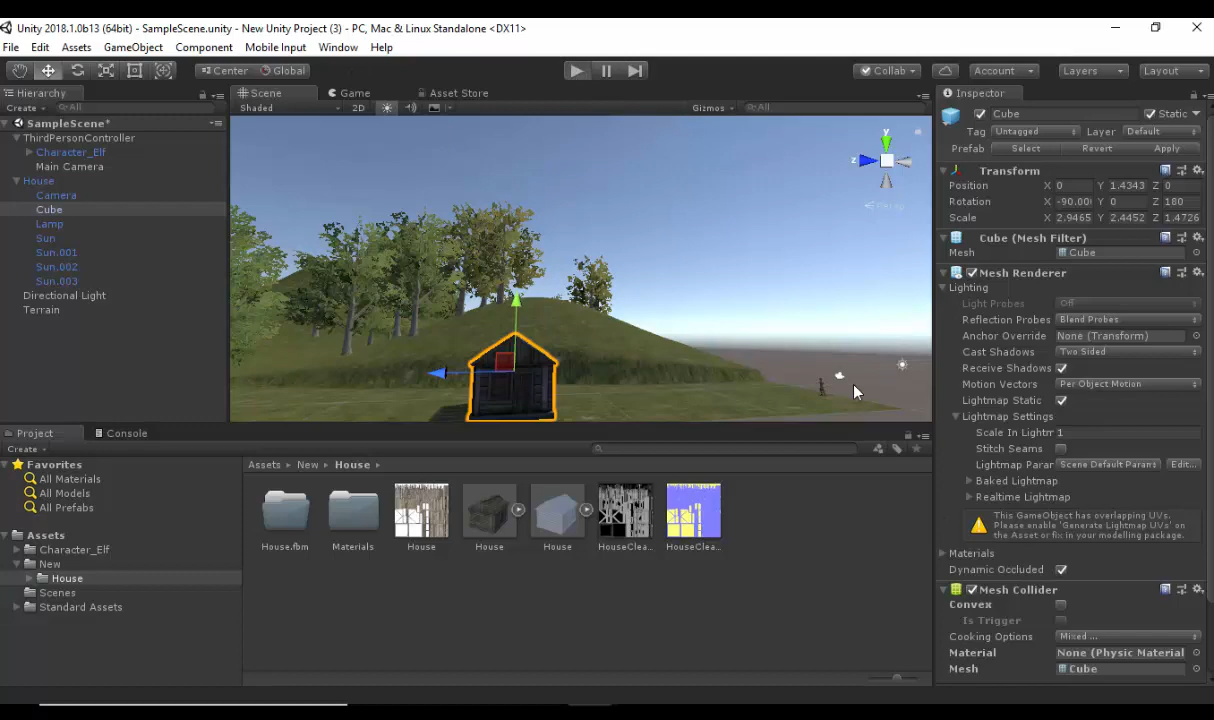 Unity 2018.1.0b13 (64bit) - SampleScene.unity - New Unity Project (3) - PC, Mac & Linux Standalone <DX11>
File Edit Assets GameObject Component Mobile Input Window Help
Center Global Collab Account Layers Layout
Hierarchy Scene Game Asset Store Inspector
Create All Shaded 2D Gizmos All
Cube Static
SampleScene*
ThirdPersonController
Tag Untagged Layer Default
Character_Elf
Prefab Select Revert Apply
Main Camera
House
Camera
Cube
Lamp
Sun
Sun.001
Sun.002
Sun.003
Directional Light
Terrain
y
z
Persp
Transform
Position X 0 Y 1.4343 Z 0
Rotation X -90.00 Y 0 Z 180
Scale X 2.9465 Y 2.4452 Z 1.4726
Cube (Mesh Filter)
Mesh Cube
Mesh Renderer
Lighting
Light Probes Off
Reflection Probes Blend Probes
Anchor Override None (Transform)
Cast Shadows Two Sided
Receive Shadows
Motion Vectors Per Object Motion
Lightmap Static
Lightmap Settings
Scale In Lightm 1
Stitch Seams
Lightmap Parar Scene Default Params Edit...
Baked Lightmap
Realtime Lightmap
This GameObject has overlapping UVs.
Please enable 'Generate Lightmap UVs' on
the Asset or fix in your modelling package.
Materials
Dynamic Occluded
Mesh Collider
Convex
Is Trigger
Cooking Options Mixed ...
Material None (Physic Material
Mesh Cube
Project Console
Create
Favorites
All Materials
All Models
All Prefabs
Assets
Character_Elf
New
House
Scenes
Standard Assets
Assets New House
House.fbm Materials House House House HouseClea... HouseClea...